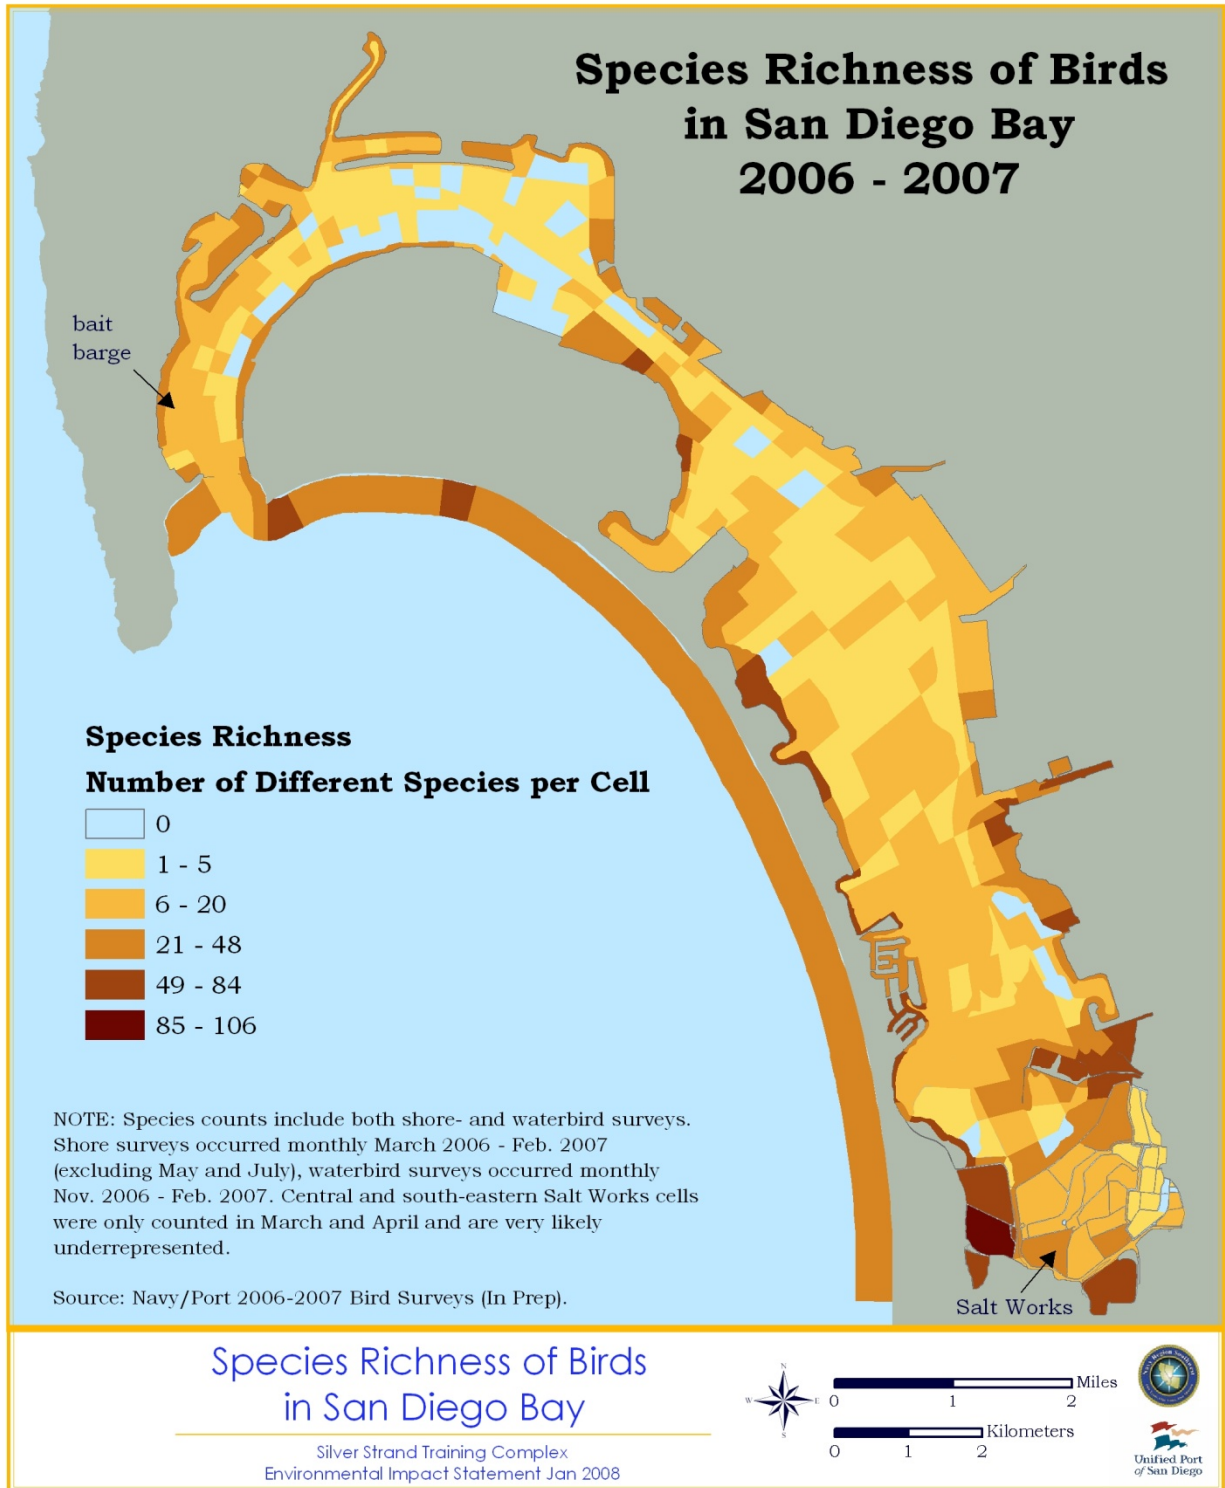 Species Richness of Birds
in San Diego Bay
2006 - 2007
bait
barge
Species Richness
Number of Different Species per Cell
0
1 - 5
6 - 20
21 - 48
49 - 84
85 - 106
NOTE: Species counts include both shore- and waterbird surveys.
Shore surveys occurred monthly March 2006 - Feb. 2007
(excluding May and July), waterbird surveys occurred monthly
Nov. 2006 - Feb. 2007. Central and south-eastern Salt Works cells
were only counted in March and April and are very likely
underrepresented.
Source: Navy/Port 2006-2007 Bird Surveys (In Prep).
Salt Works
Species Richness of Birds
in San Diego Bay
Silver Strand Training Complex
Environmental Impact Statement Jan 2008
N
W
E
S
Miles
0 1 2
Kilometers
0 1 2
Navy Region Southwest
Unified Port
of San Diego